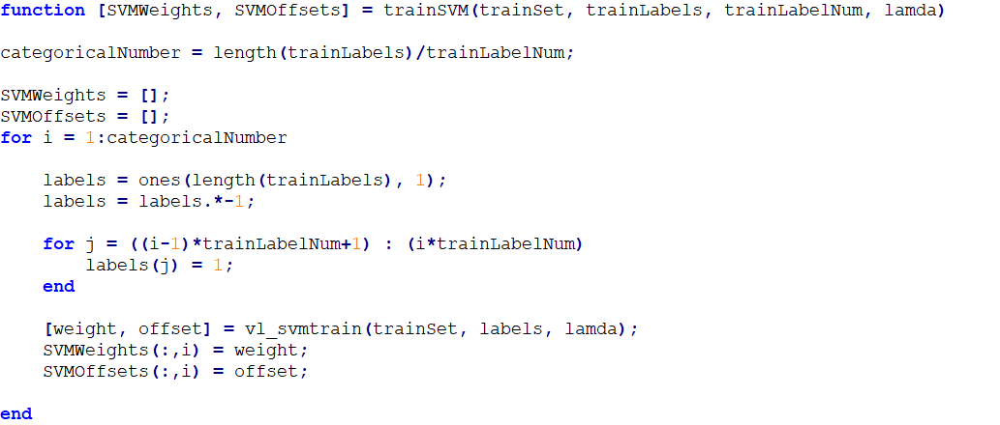 function [SVMWeights, SVMOffsets] = trainSVM(trainSet, trainLabels, trainLabelNum, lamda)
categoricalNumber = length(trainLabels)/trainLabelNum;
SVMWeights = [];
SVMOffsets = [];
for i = 1:categoricalNumber
labels = ones(length(trainLabels), 1);
labels = labels.*-1;
for j = ((i-1)*trainLabelNum+1) : (i*trainLabelNum)
labels(j) = 1;
end
[weight, offset] = vl_svmtrain(trainSet, labels, lamda);
SVMWeights(:,i) = weight;
SVMOffsets(:,i) = offset;
end